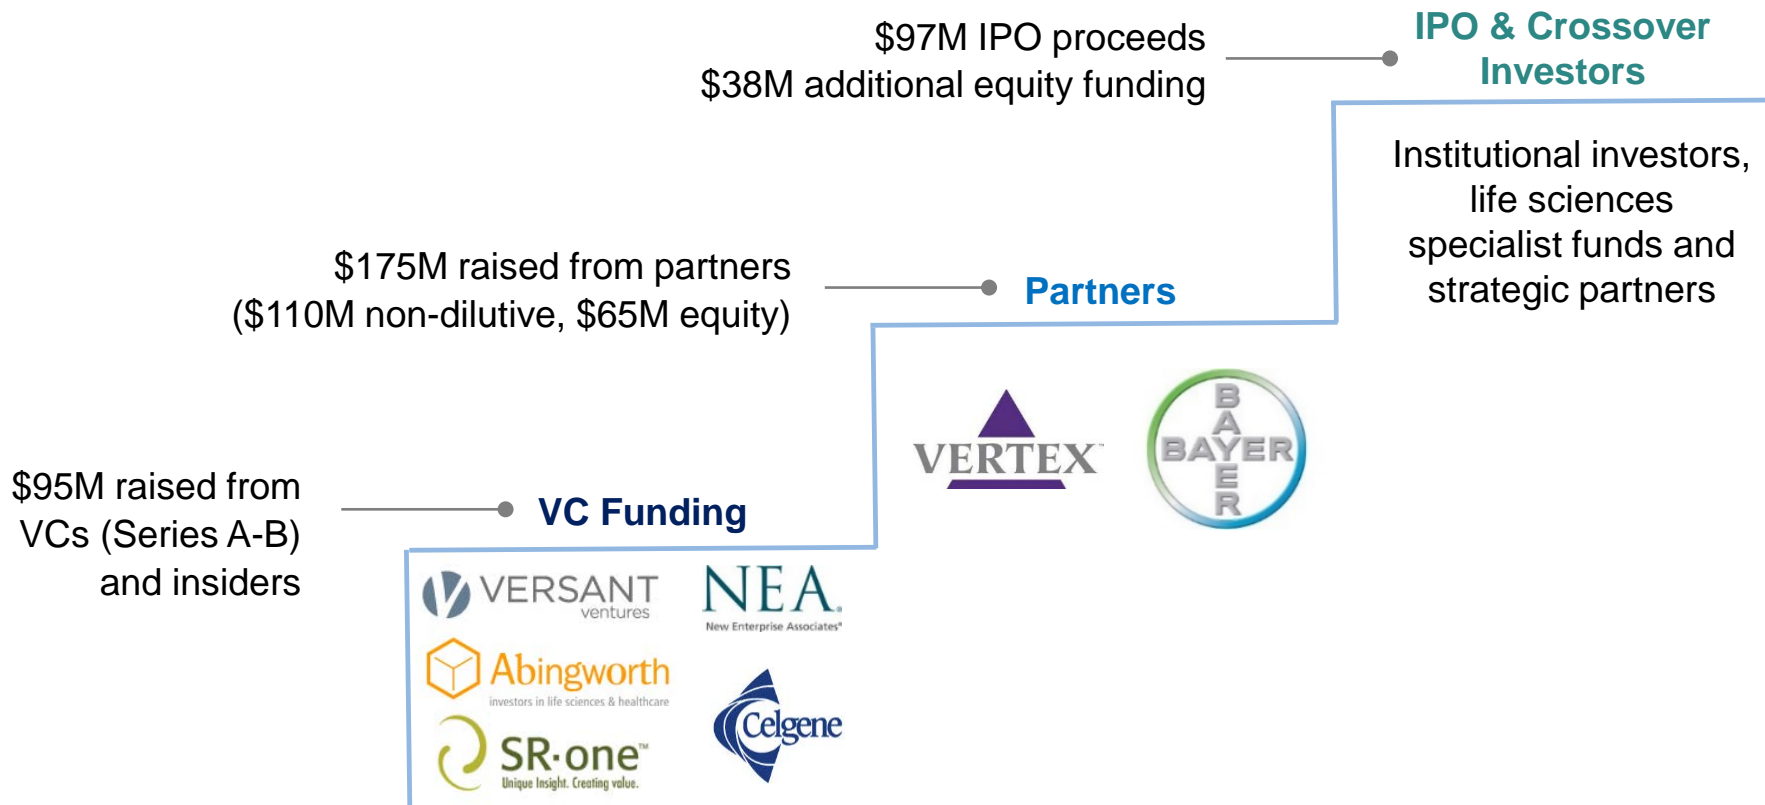 $97M IPO proceeds
$38M additional equity funding
IPO & Crossover
Investors
Institutional investors,
life sciences
specialist funds and
strategic partners
$175M raised from partners
($110M non-dilutive, $65M equity)
Partners
VERTEX™
BAYER
BAYER
$95M raised from
VCs (Series A-B)
and insiders
VC Funding
VERSANT
ventures
NEA®
New Enterprise Associates®
Abingworth
investors in life sciences & healthcare
Celgene
SR·one™
Unique Insight. Creating value.